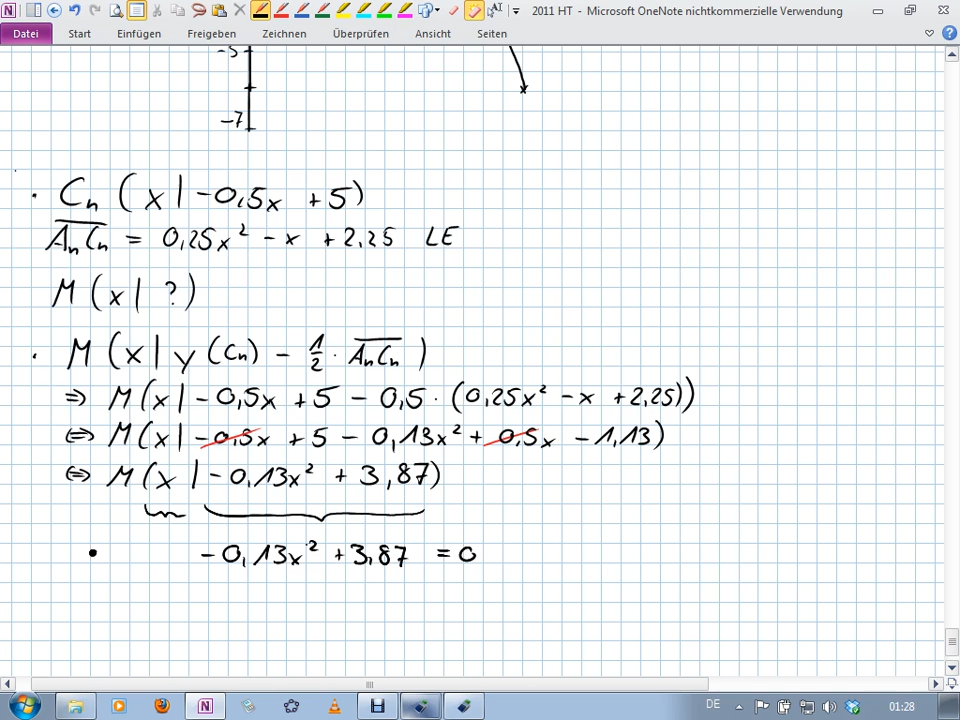 2011 HT - Microsoft OneNote nichtkommerzielle Verwendung
Datei Start Einfügen Freigeben Zeichnen Überprüfen Ansicht Seiten
-5
-7
· Cn (x | -0,5x + 5)
AnCn = 0,25x² - x + 2,25 LE
M (x | ?)
· M (x | y (Cn) - 1/2 · AnCn )
⇒ M (x | -0,5x + 5 - 0,5 · (0,25x² - x + 2,25))
⇔ M (x | -0,5x + 5 - 0,13x² + 0,5x - 1,13)
⇔ M (x | -0,13x² + 3,87)
• -0,13x² + 3,87 = 0
DE 01:28